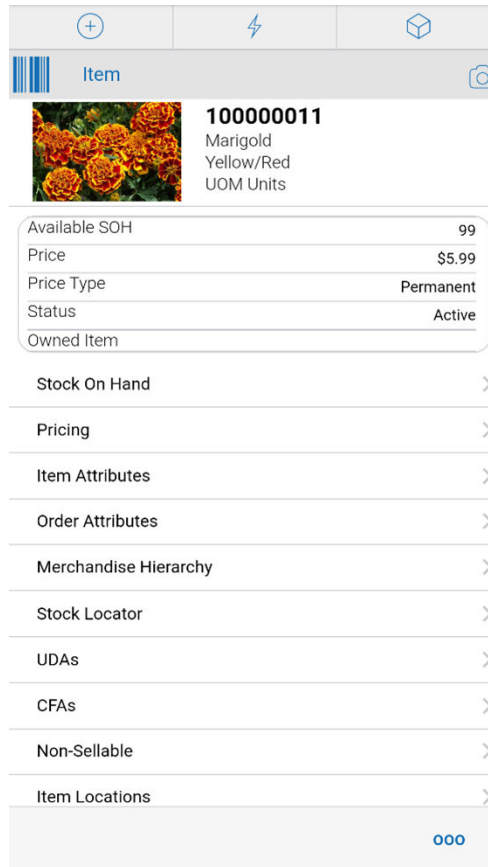 Item
100000011
Marigold
Yellow/Red
UOM Units
Available SOH 99
Price $5.99
Price Type Permanent
Status Active
Owned Item
Stock On Hand
Pricing
Item Attributes
Order Attributes
Merchandise Hierarchy
Stock Locator
UDAs
CFAs
Non-Sellable
Item Locations